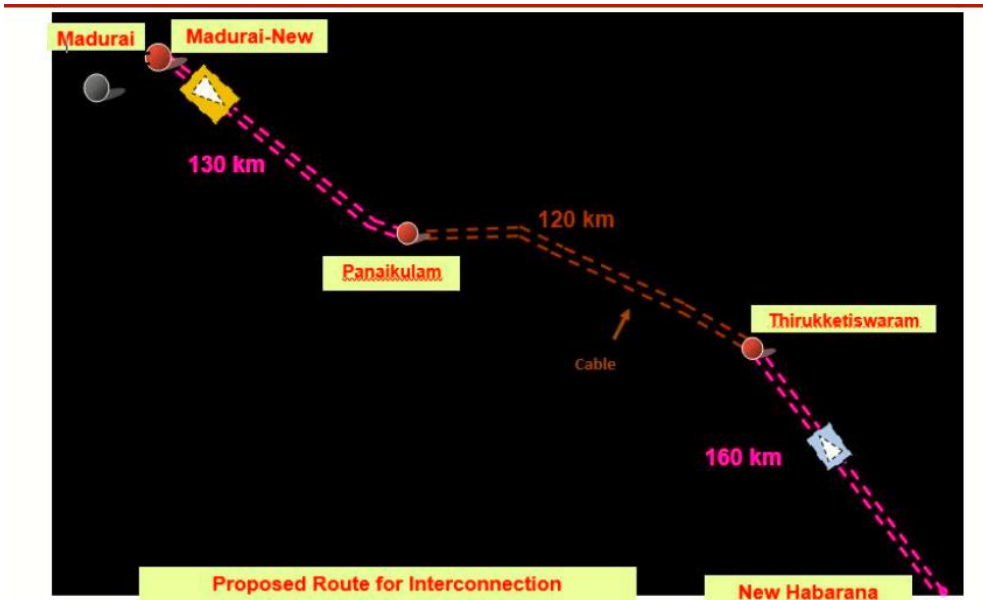 Madurai
Madurai-New
130 km
120 km
Panaikulam
Thirukketiswaram
Cable
160 km
Proposed Route for Interconnection
New Habarana